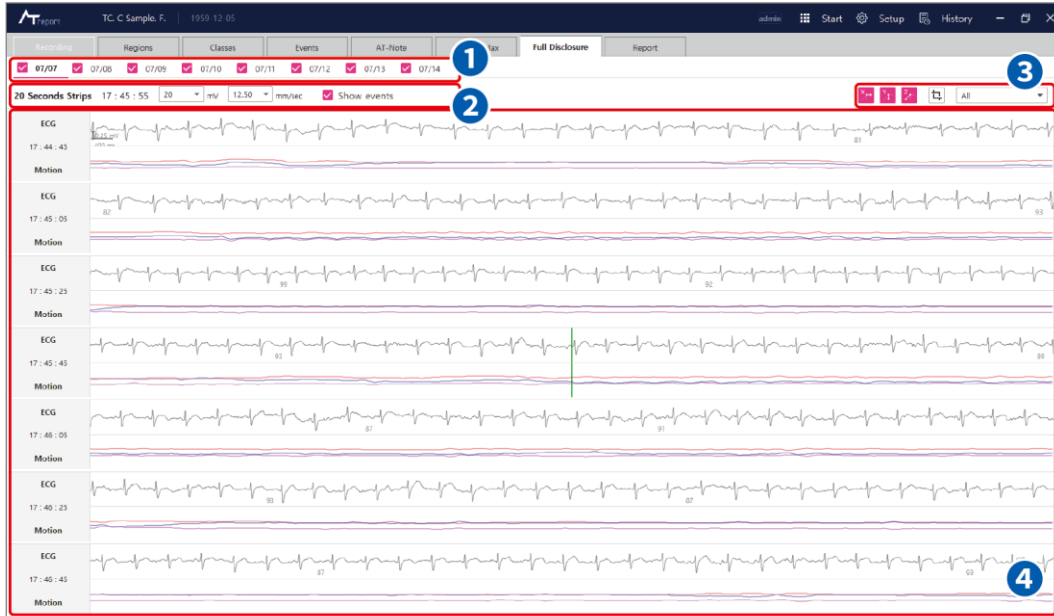 AT report TC. C Sample. F. 1959-12-05 admin Start Setup History
Recording Regions Classes Events AT-Note Full Disclosure Report
07/07 07/08 07/09 07/10 07/11 07/12 07/13 07/14
1
3
20 Seconds Strips 17 : 45 : 55 20 mV 12.50 mm/sec Show events All
2
ECG
17 : 44 : 45
81
Motion
ECG
82 93
17 : 45 : 05
Motion
ECG
99 92
17 : 45 : 25
Motion
ECG
17 : 45 : 45
Motion
ECG
87 91
17 : 46 : 05
Motion
ECG
93 87
17 : 46 : 25
Motion
ECG
87
17 : 46 : 45
4
Motion